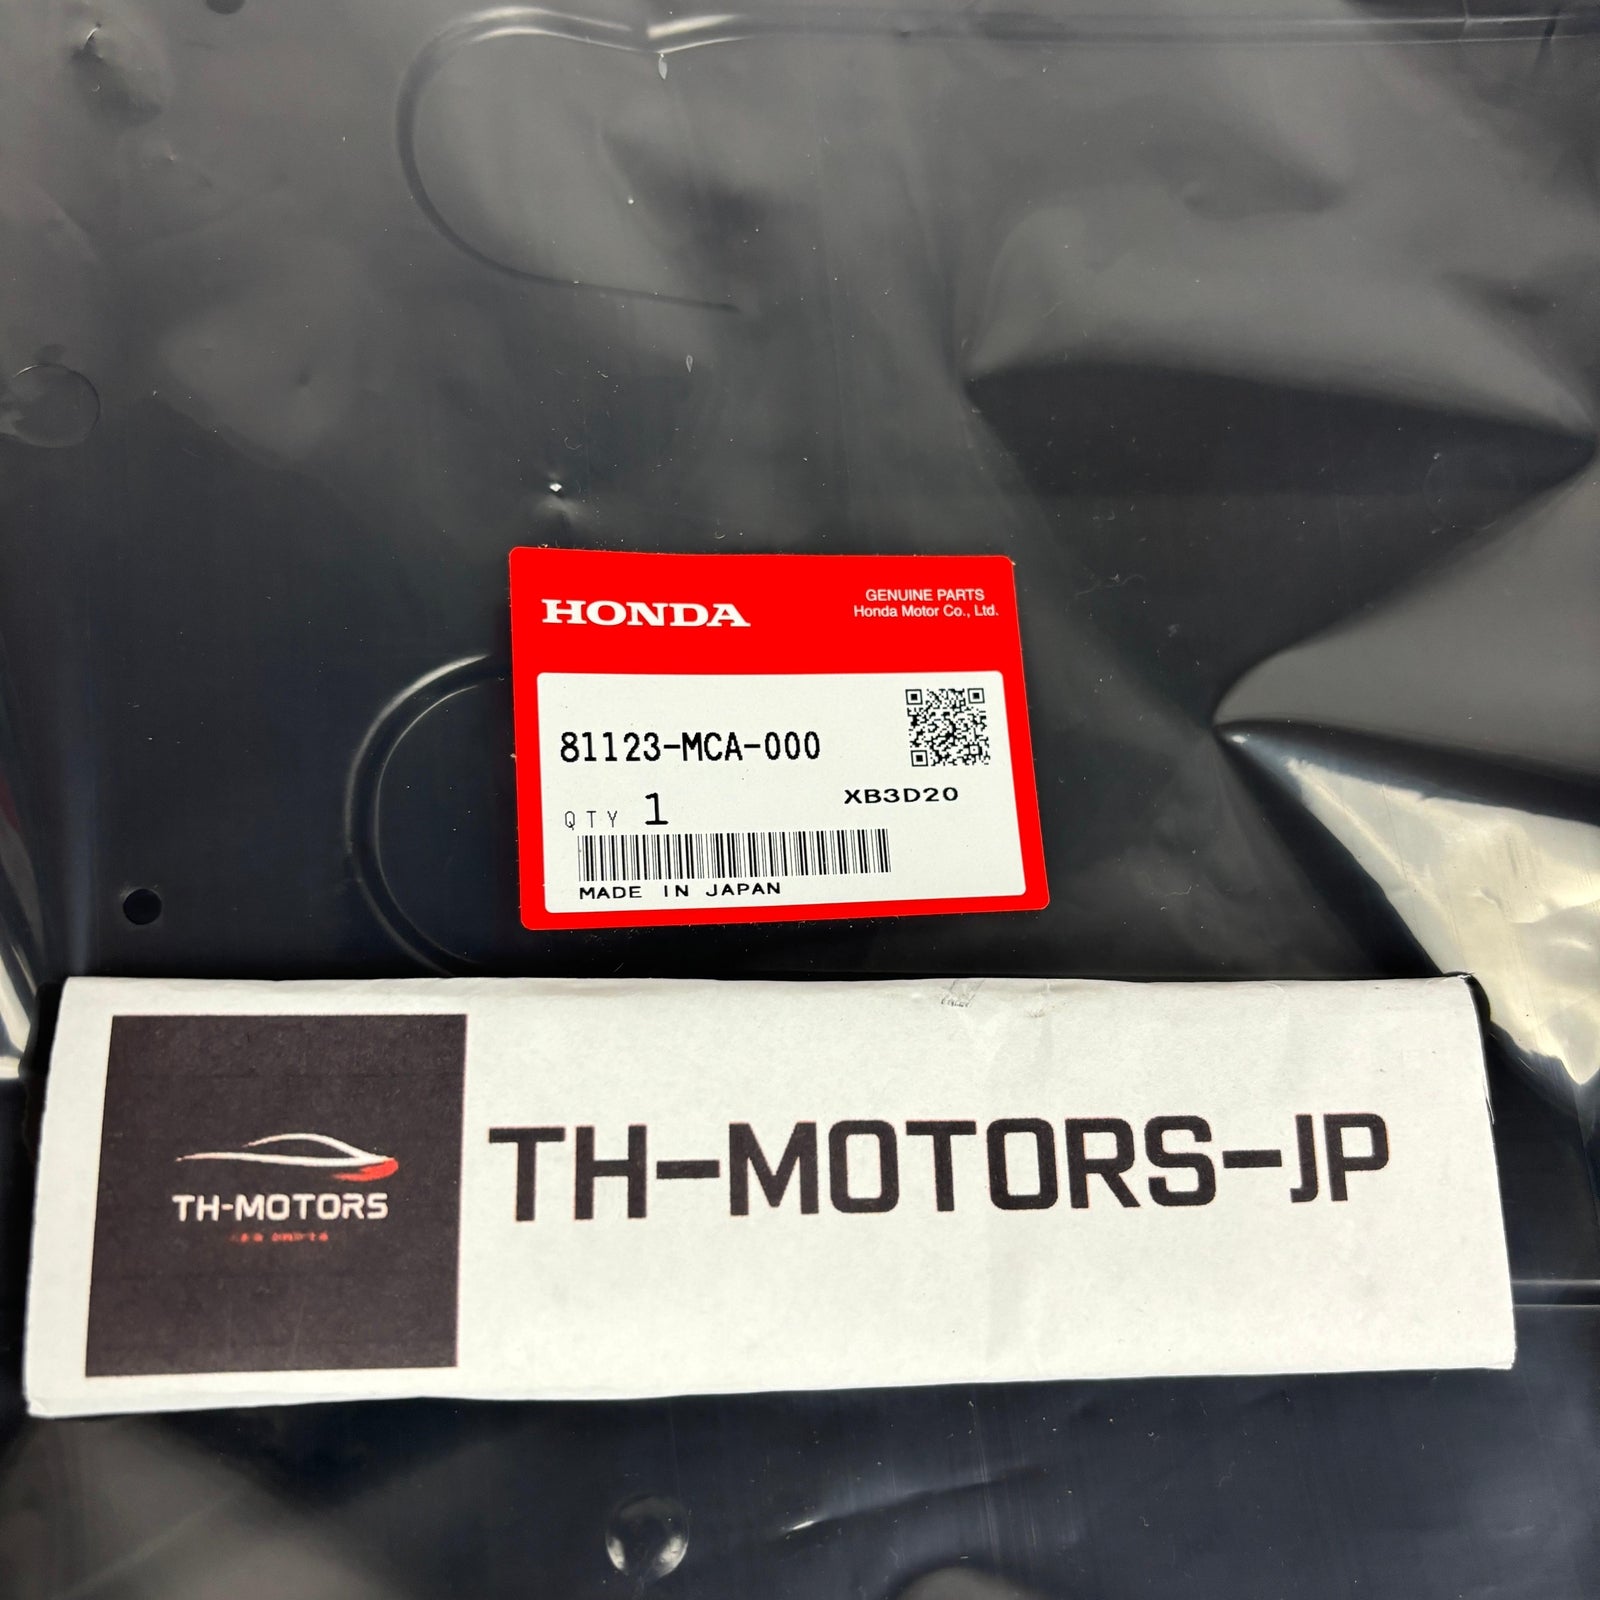 HONDA
GENUINE PARTS
Honda Motor Co., Ltd.
81123-MCA-000
XB3D20
QTY 1
MADE IN JAPAN
TH-MOTORS-JP
TH-MOTORS